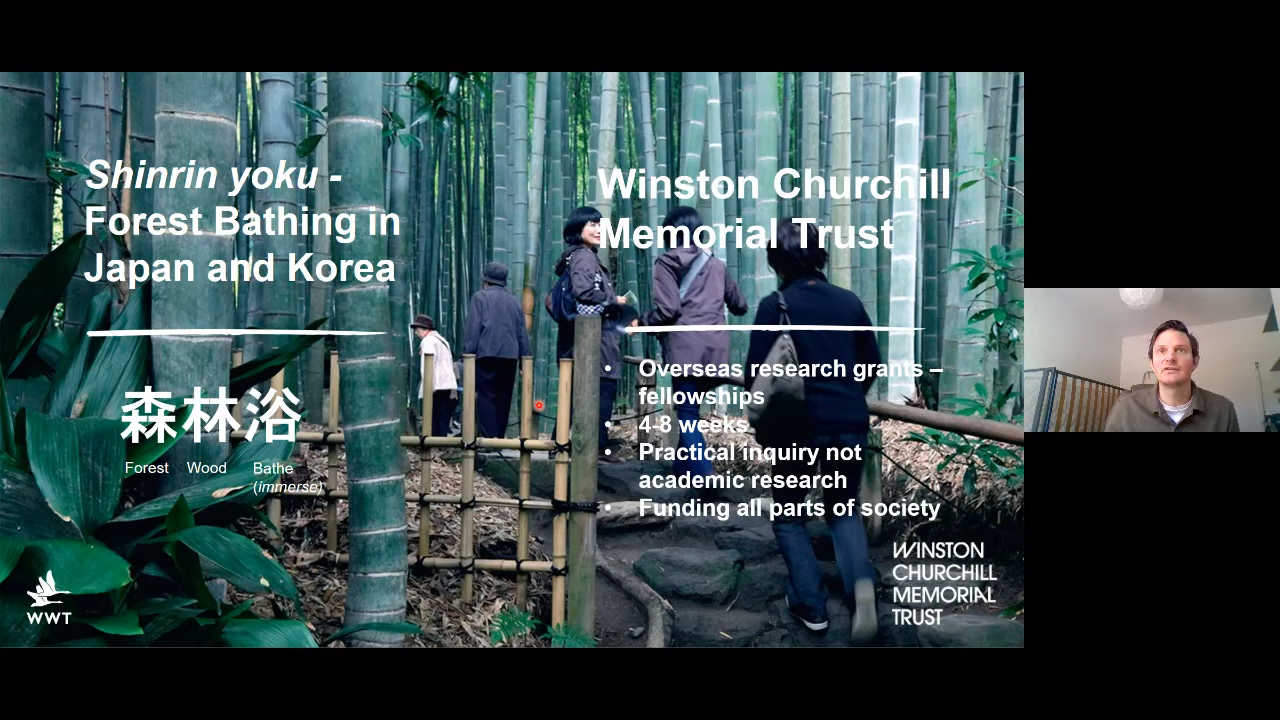 Shinrin yoku -
Forest Bathing in
Japan and Korea
森林浴
Forest Wood Bathe
(immerse)
WWT
Winston Churchill
Memorial Trust
• Overseas research grants –
fellowships
• 4-8 weeks
• Practical inquiry not
academic research
• Funding all parts of society
WINSTON
CHURCHILL
MEMORIAL
TRUST